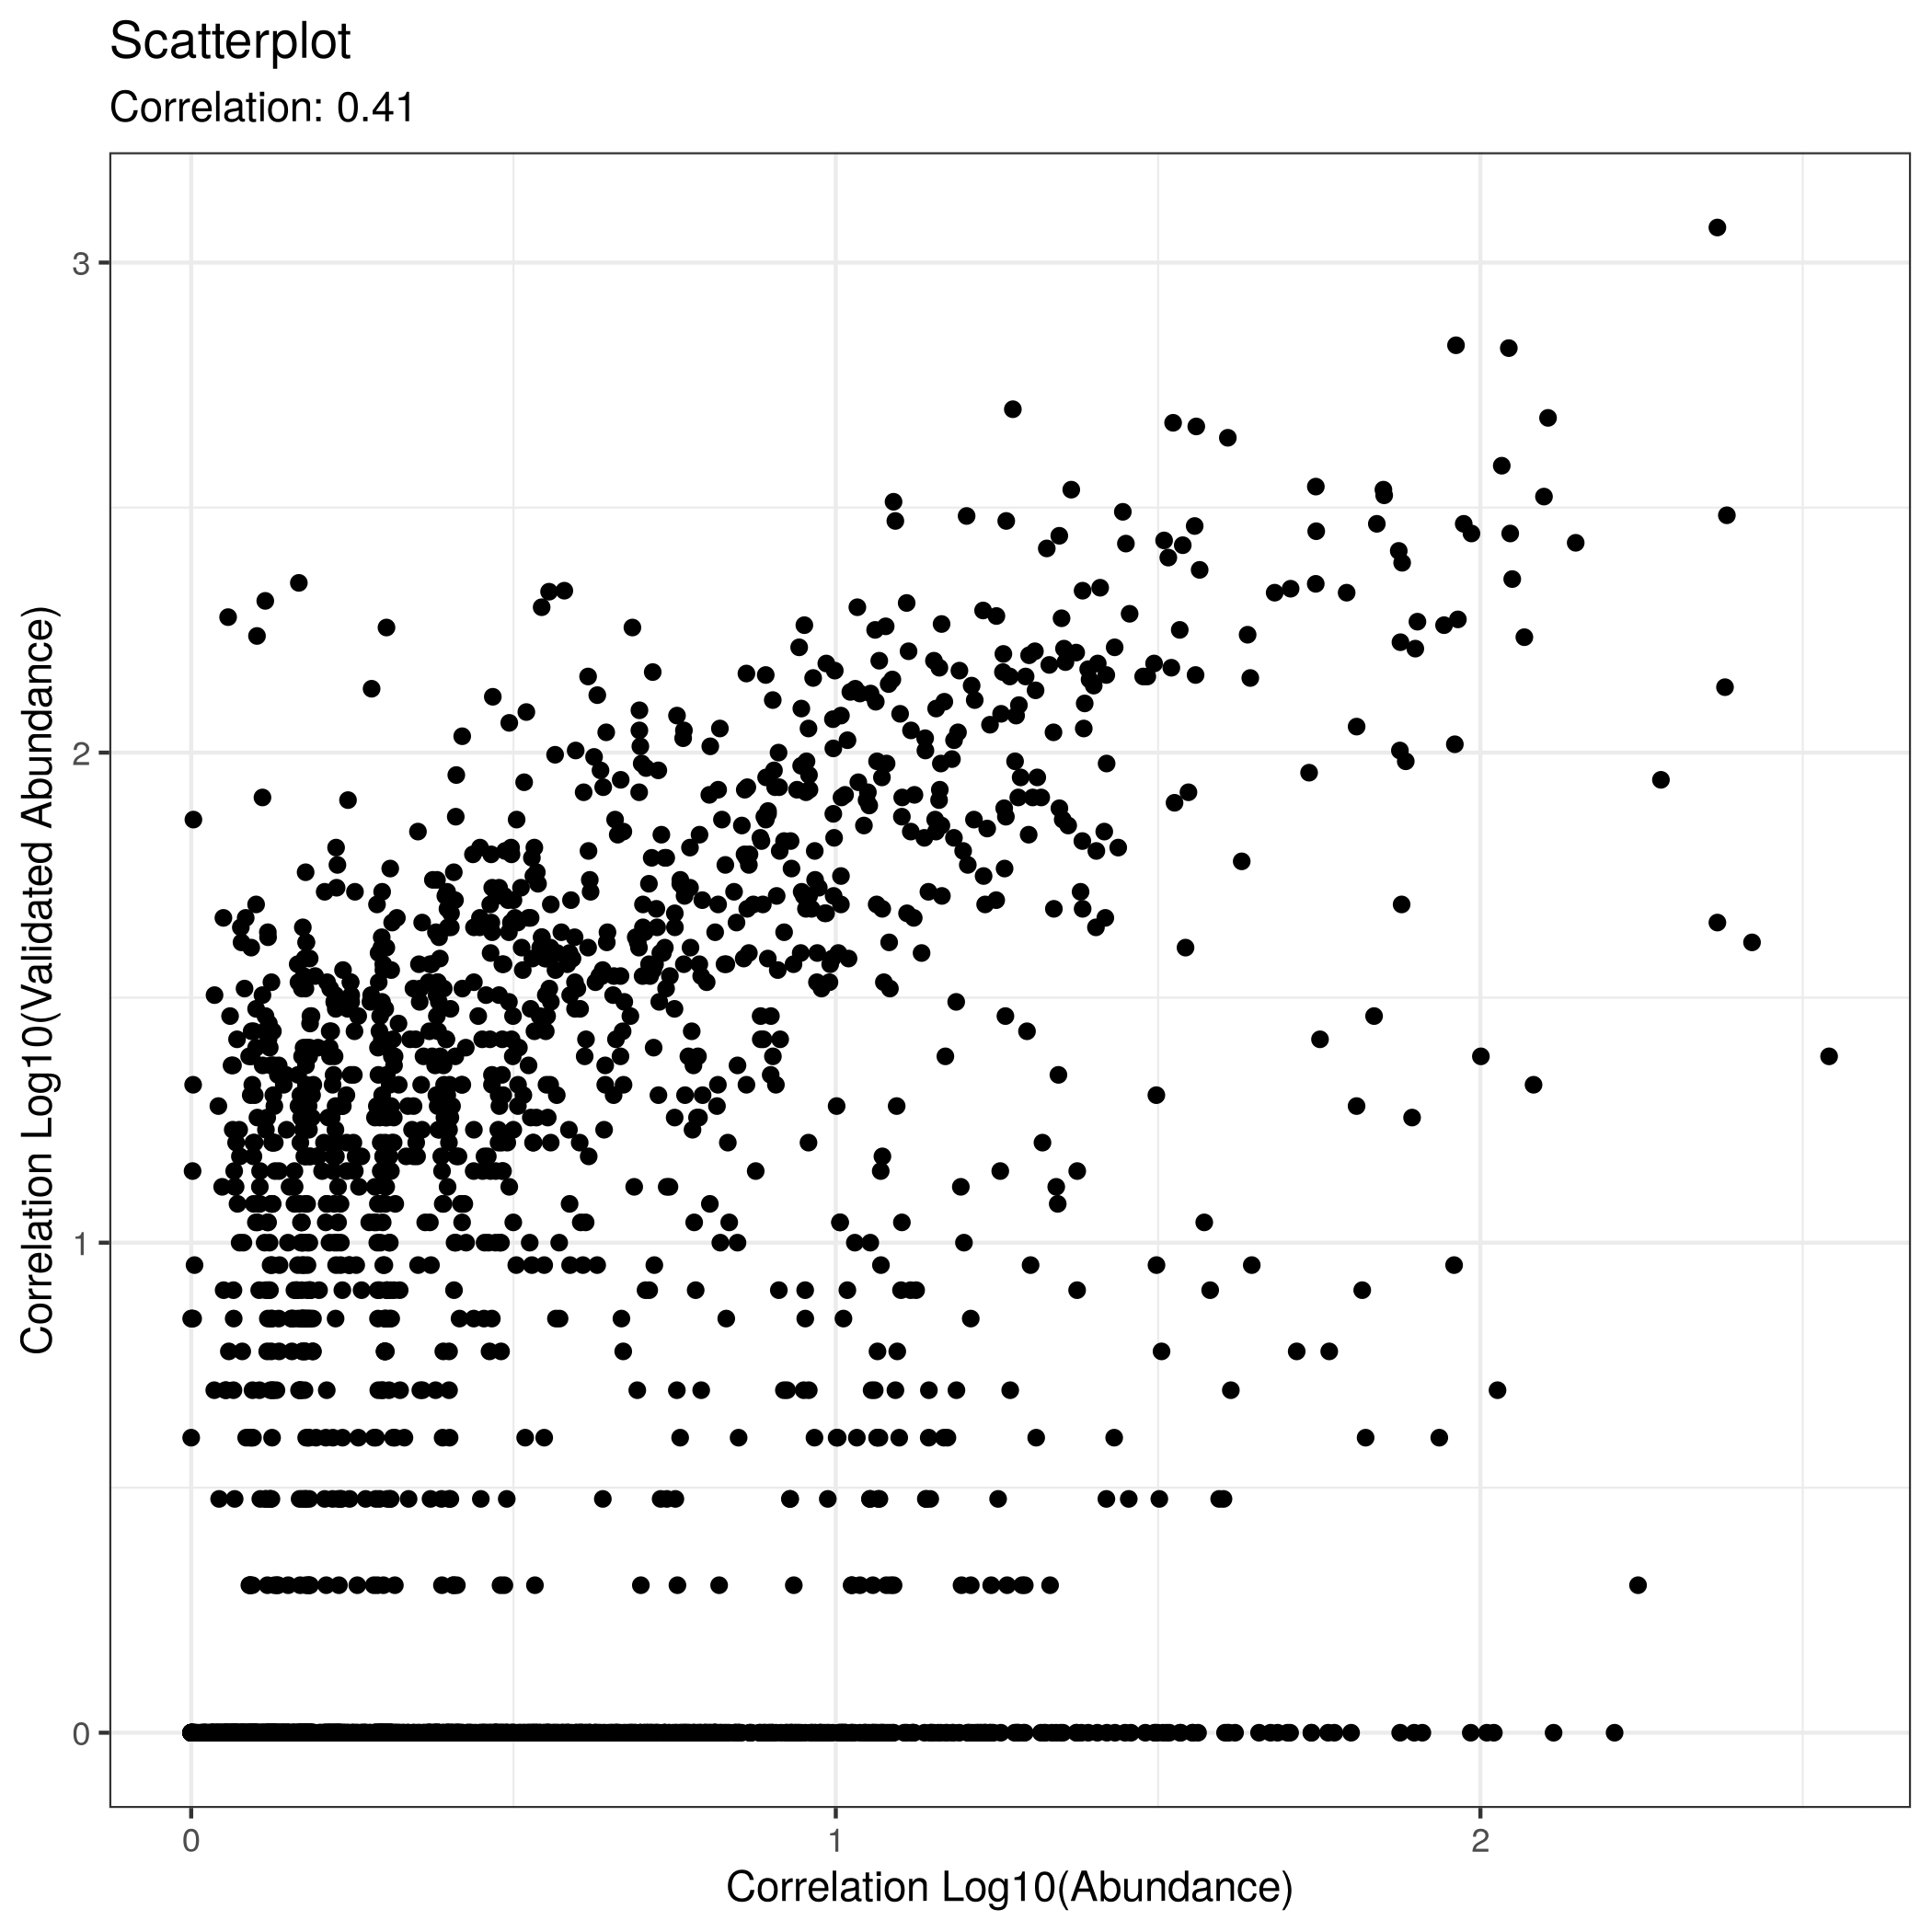 Scatterplot
Correlation: 0.41
Correlation Log10(Validated Abundance)
3
2
1
0
0 1 2
Correlation Log10(Abundance)